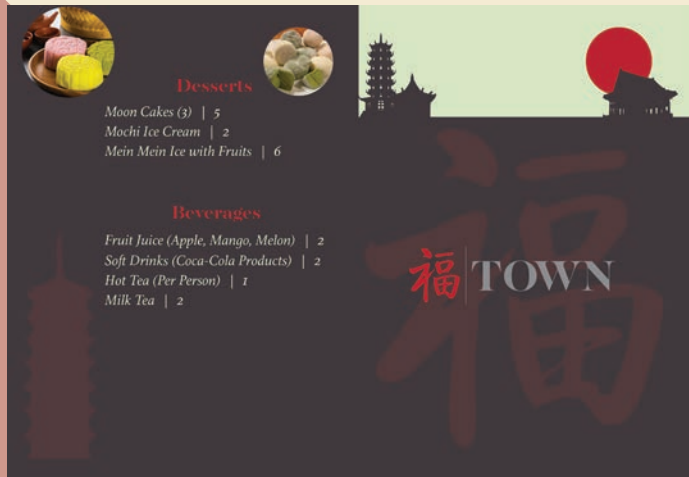 Desserts
Moon Cakes (3) | 5
Mochi Ice Cream | 2
Mein Mein Ice with Fruits | 6
Beverages
Fruit Juice (Apple, Mango, Melon) | 2
Soft Drinks (Coca-Cola Products) | 2
Hot Tea (Per Person) | 1
Milk Tea | 2
福
福 | TOWN